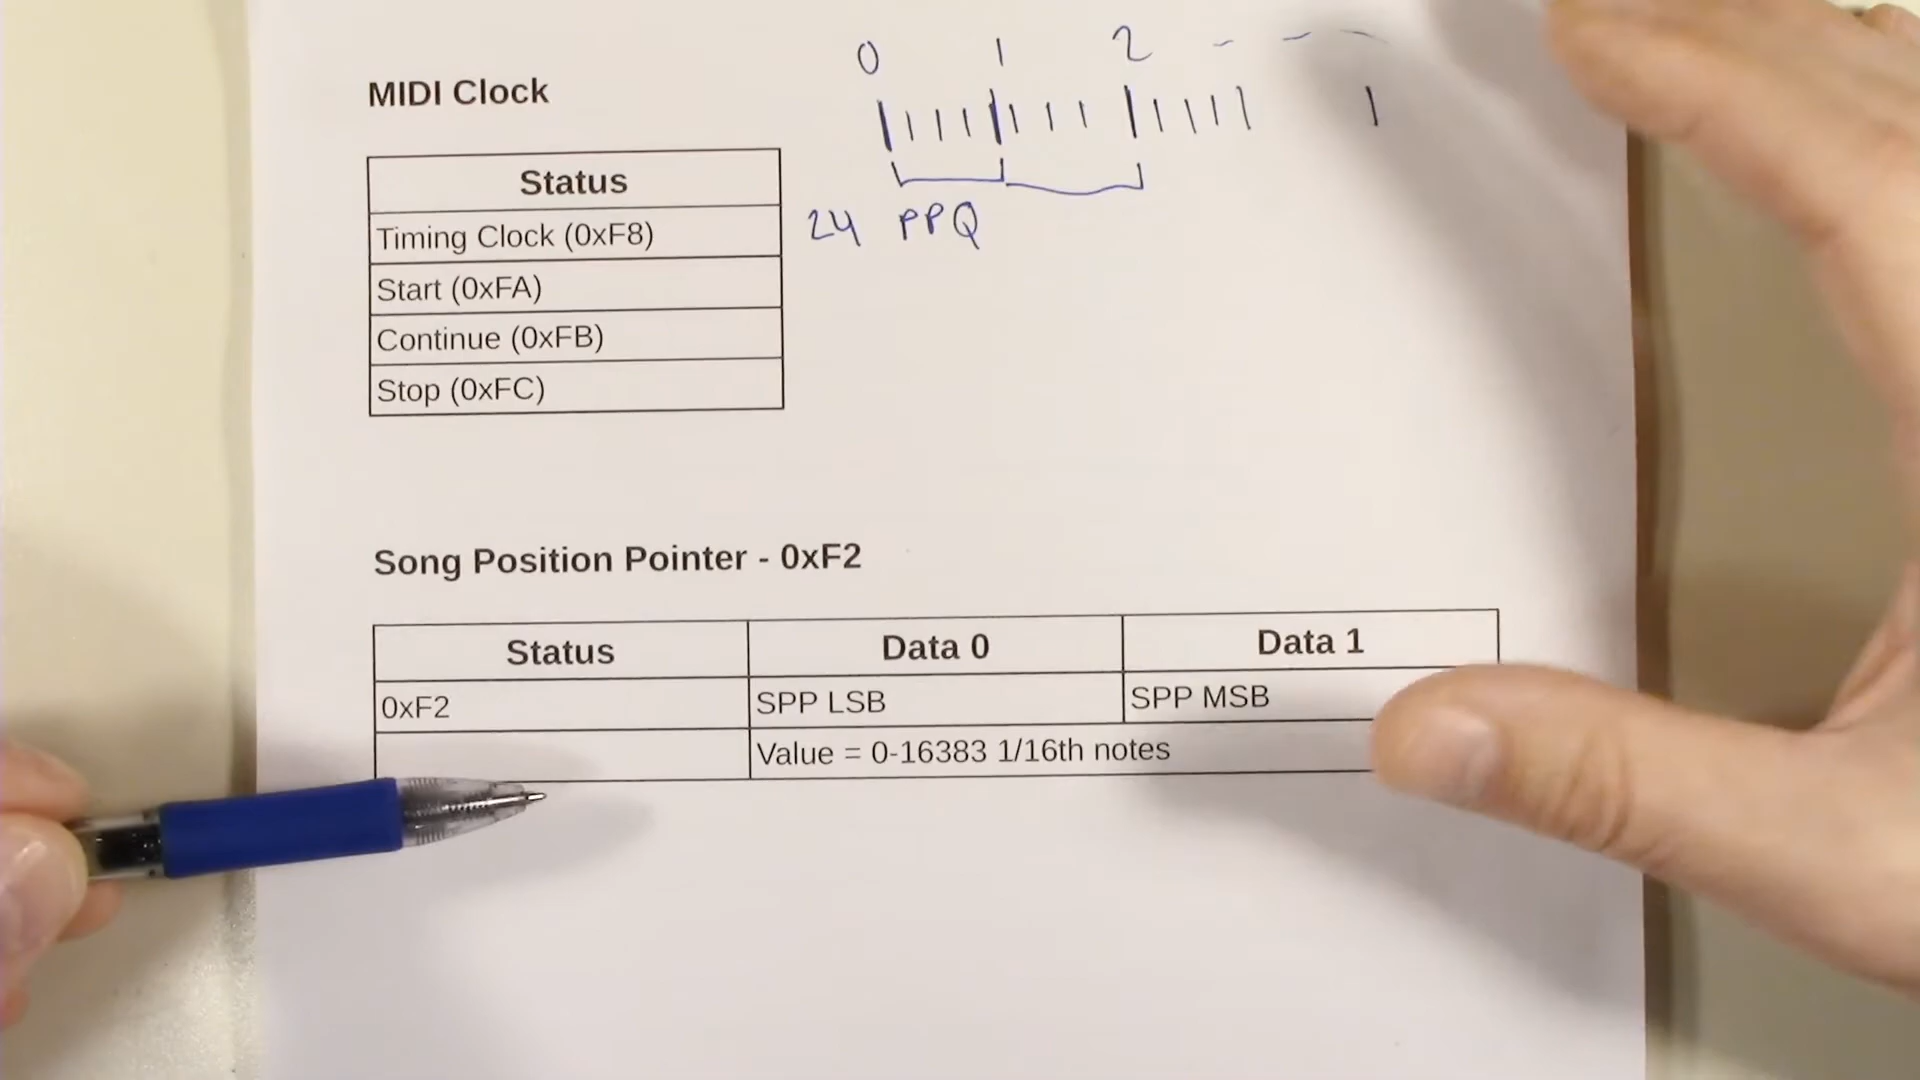 0 1 2 - - -
MIDI Clock
Status
Timing Clock (0xF8)
24 PPQ
Start (0xFA)
Continue (0xFB)
Stop (0xFC)
Song Position Pointer - 0xF2
Status Data 0 Data 1
0xF2 SPP LSB SPP MSB
Value = 0-16383 1/16th notes